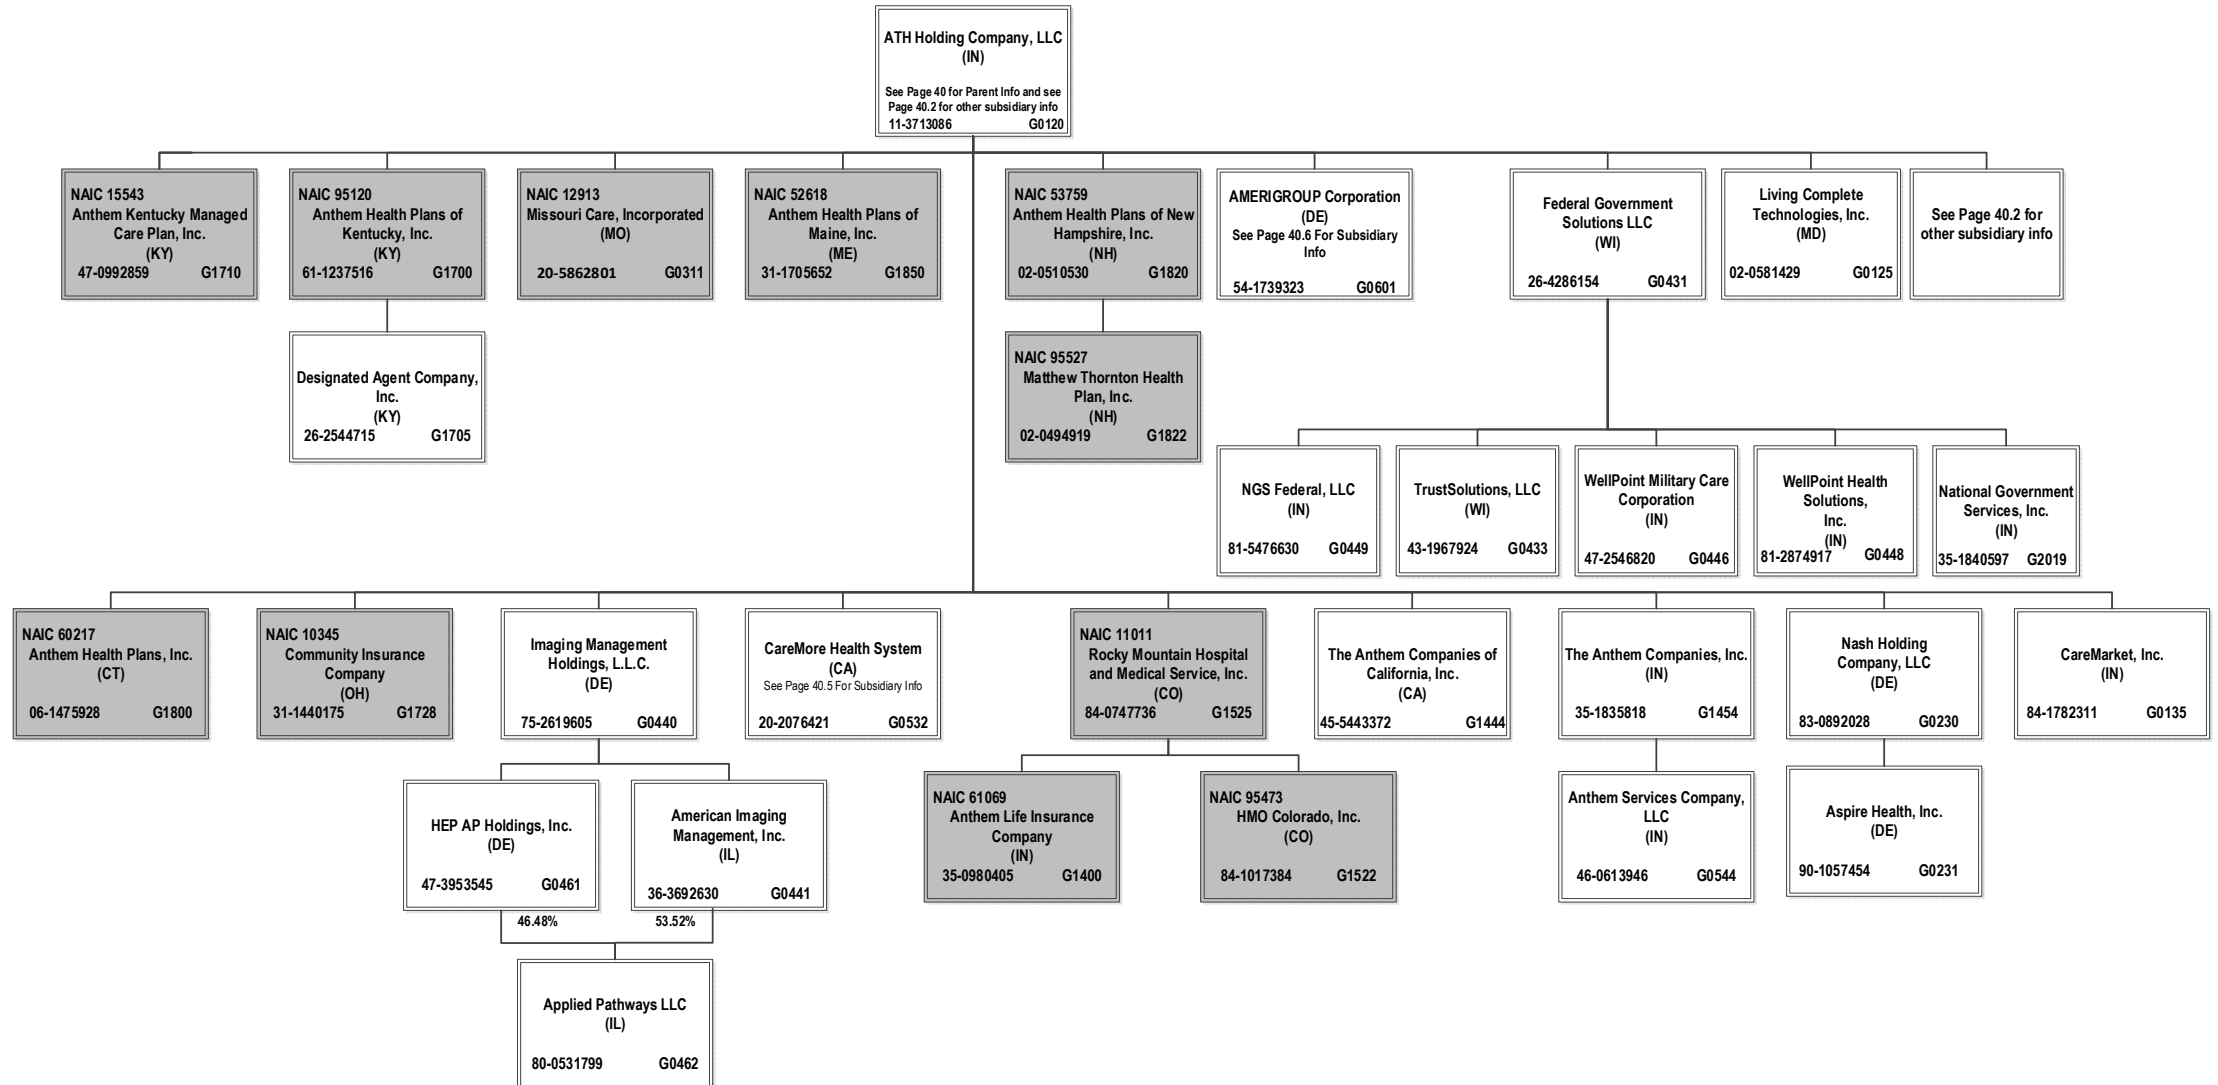 ATH Holding Company, LLC
(IN)
See Page 40 for Parent Info and see
Page 40.2 for other subsidiary info
11-3713086 G0120
NAIC 15543
Anthem Kentucky Managed
Care Plan, Inc.
(KY)
47-0992859 G1710
NAIC 95120
Anthem Health Plans of
Kentucky, Inc.
(KY)
61-1237516 G1700
NAIC 12913
Missouri Care, Incorporated
(MO)
20-5862801 G0311
NAIC 52618
Anthem Health Plans of
Maine, Inc.
(ME)
31-1705652 G1850
NAIC 53759
Anthem Health Plans of New
Hampshire, Inc.
(NH)
02-0510530 G1820
AMERIGROUP Corporation
(DE)
See Page 40.6 For Subsidiary
Info
54-1739323 G0601
Federal Government
Solutions LLC
(WI)
26-4286154 G0431
Living Complete
Technologies, Inc.
(MD)
02-0581429 G0125
See Page 40.2 for
other subsidiary info
Designated Agent Company,
Inc.
(KY)
26-2544715 G1705
NAIC 95527
Matthew Thornton Health
Plan, Inc.
(NH)
02-0494919 G1822
NGS Federal, LLC
(IN)
81-5476630 G0449
TrustSolutions, LLC
(WI)
43-1967924 G0433
WellPoint Military Care
Corporation
(IN)
47-2546820 G0446
WellPoint Health
Solutions,
Inc.
(IN)
81-2874917 G0448
National Government
Services, Inc.
(IN)
35-1840597 G2019
NAIC 60217
Anthem Health Plans, Inc.
(CT)
06-1475928 G1800
NAIC 10345
Community Insurance
Company
(OH)
31-1440175 G1728
Imaging Management
Holdings, L.L.C.
(DE)
75-2619605 G0440
CareMore Health System
(CA)
See Page 40.5 For Subsidiary Info
20-2076421 G0532
NAIC 11011
Rocky Mountain Hospital
and Medical Service, Inc.
(CO)
84-0747736 G1525
The Anthem Companies of
California, Inc.
(CA)
45-5443372 G1444
The Anthem Companies, Inc.
(IN)
35-1835818 G1454
Nash Holding
Company, LLC
(DE)
83-0892028 G0230
CareMarket, Inc.
(IN)
84-1782311 G0135
HEP AP Holdings, Inc.
(DE)
47-3953545 G0461
American Imaging
Management, Inc.
(IL)
36-3692630 G0441
NAIC 61069
Anthem Life Insurance
Company
(IN)
35-0980405 G1400
NAIC 95473
HMO Colorado, Inc.
(CO)
84-1017384 G1522
Anthem Services Company,
LLC
(IN)
46-0613946 G0544
Aspire Health, Inc.
(DE)
90-1057454 G0231
46.48% 53.52%
Applied Pathways LLC
(IL)
80-0531799 G0462